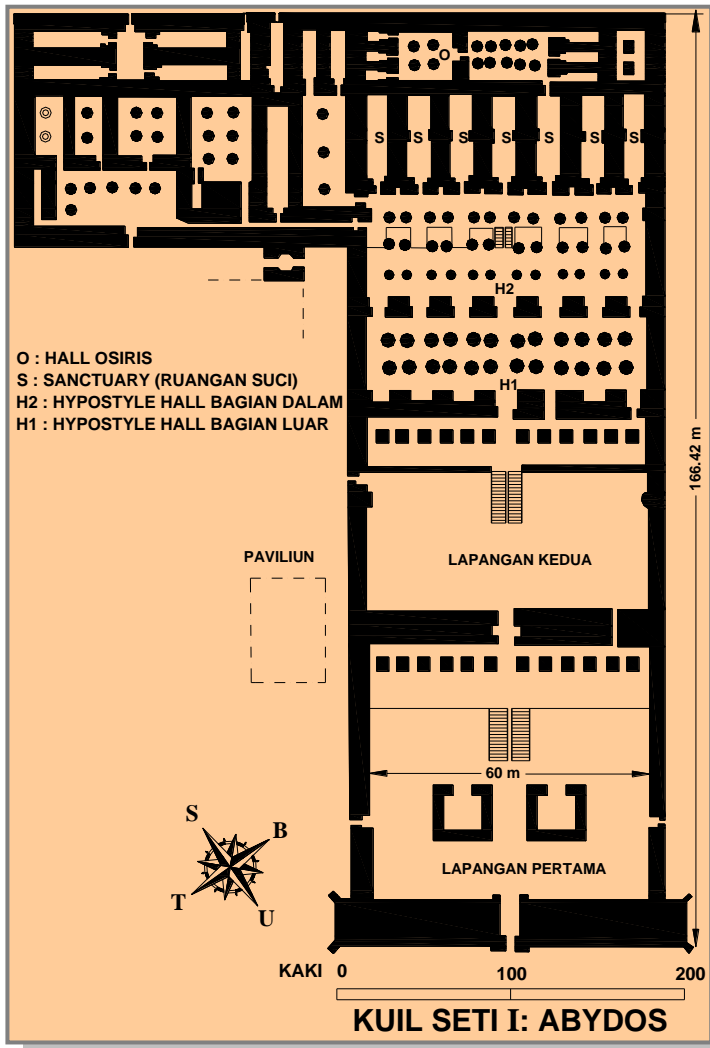 O
S S S S S S S
H2
H1
O : HALL OSIRIS
S : SANCTUARY (RUANGAN SUCI)
H2 : HYPOSTYLE HALL BAGIAN DALAM
H1 : HYPOSTYLE HALL BAGIAN LUAR
166.42 m
PAVILIUN
LAPANGAN KEDUA
60 m
S
B
T
U
LAPANGAN PERTAMA
KAKI 0 100 200
KUIL SETI I: ABYDOS